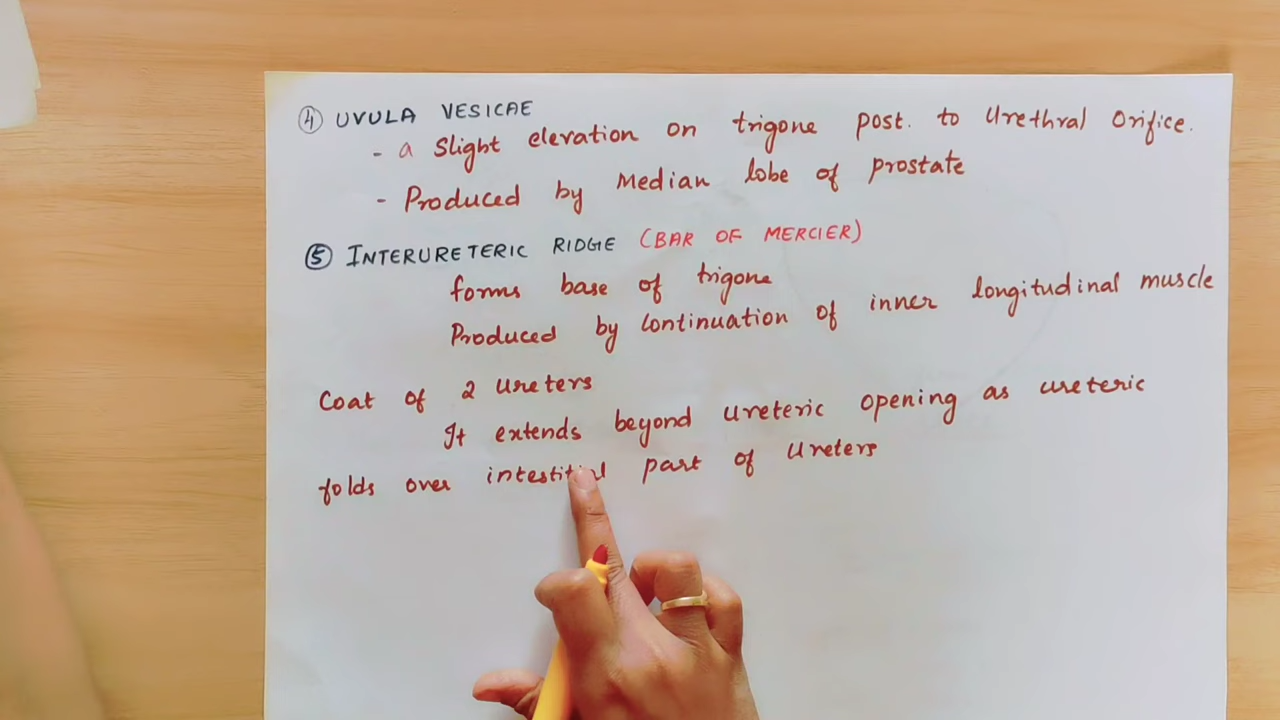 ④ UVULA VESICAE
- a slight elevation on trigone post. to urethral orifice.
- Produced by Median lobe of prostate
⑤ INTERURETERIC RIDGE (BAR OF MERCIER)
forms base of trigone
Produced by continuation of inner longitudinal muscle
Coat of 2 ureters
It extends beyond ureteric opening as ureteric
folds over part of ureters